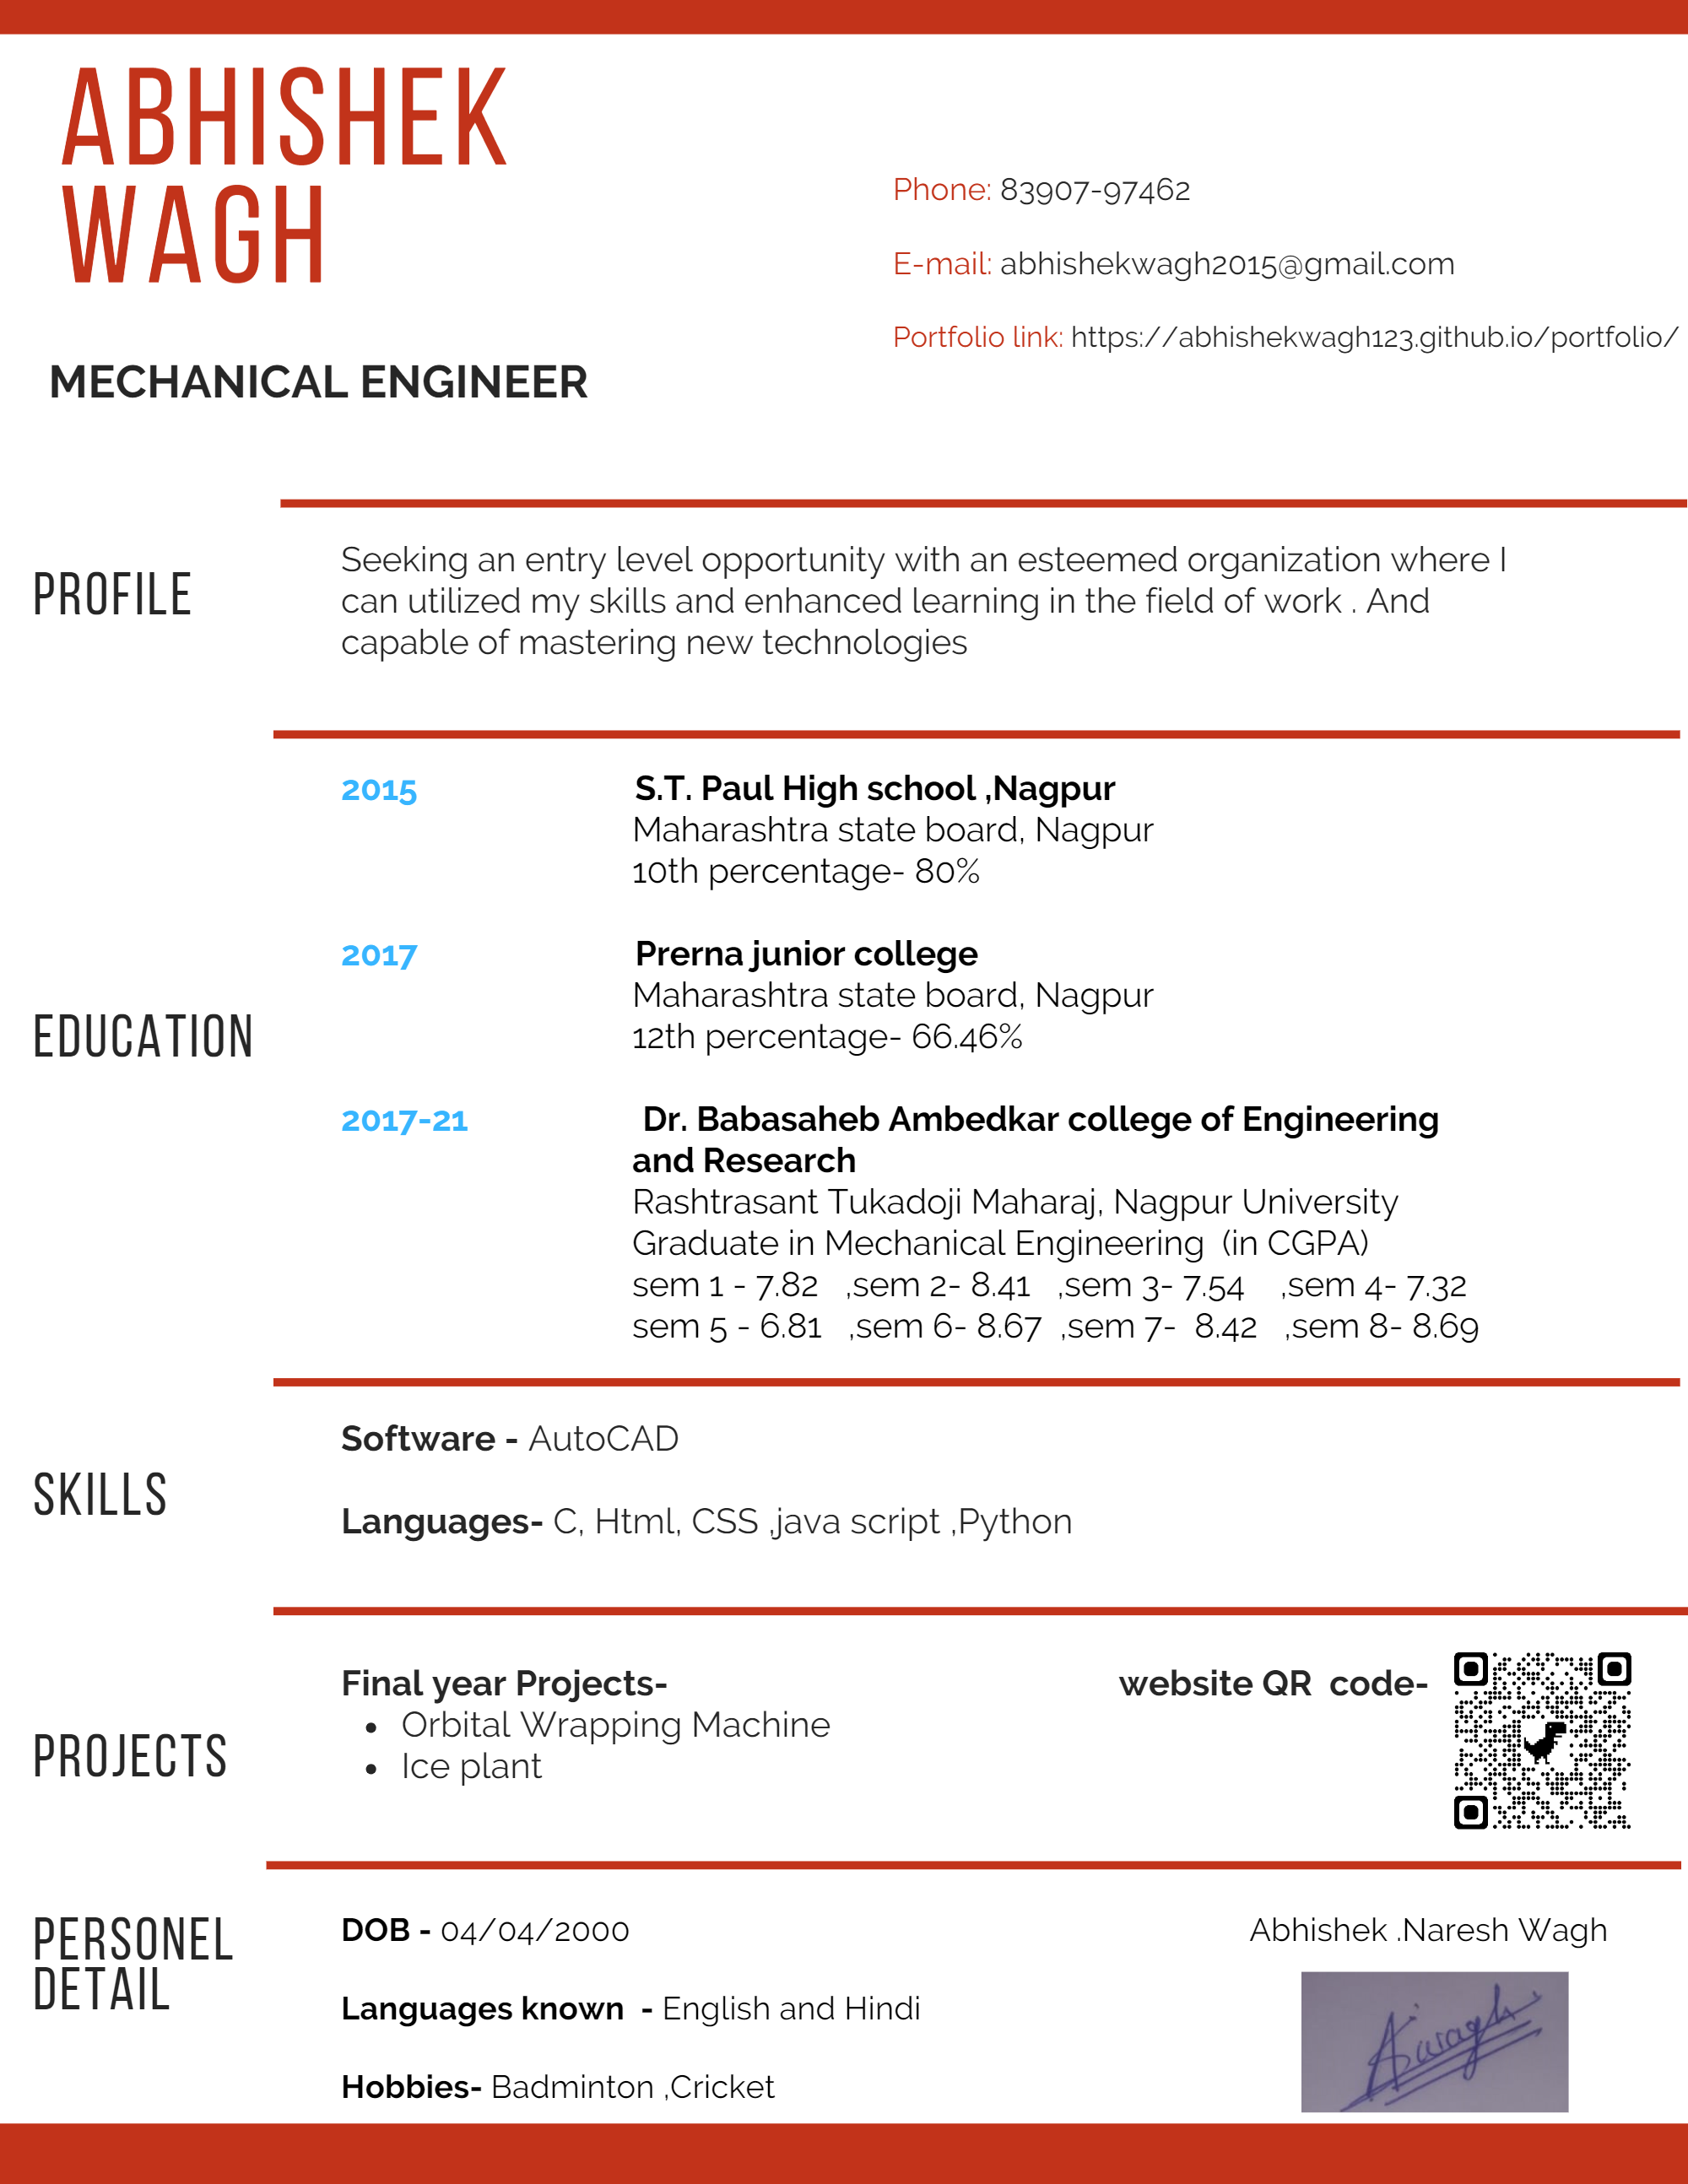 ABHISHEK
WAGH
MECHANICAL ENGINEER
Phone: 83907-97462
E-mail: abhishekwagh2015@gmail.com
Portfolio link: https://abhishekwagh123.github.io/portfolio/
PROFILE
Seeking an entry level opportunity with an esteemed organization where I
can utilized my skills and enhanced learning in the field of work . And
capable of mastering new technologies
EDUCATION
2015 S.T. Paul High school ,Nagpur
Maharashtra state board, Nagpur
10th percentage- 80%
2017 Prerna junior college
Maharashtra state board, Nagpur
12th percentage- 66.46%
2017-21 Dr. Babasaheb Ambedkar college of Engineering
and Research
Rashtrasant Tukadoji Maharaj, Nagpur University
Graduate in Mechanical Engineering (in CGPA)
sem 1 - 7.82 ,sem 2- 8.41 ,sem 3- 7.54 ,sem 4- 7.32
sem 5 - 6.81 ,sem 6- 8.67 ,sem 7- 8.42 ,sem 8- 8.69
SKILLS
Software - AutoCAD
Languages- C, Html, CSS ,java script ,Python
PROJECTS
Final year Projects-
• Orbital Wrapping Machine
• Ice plant
website QR code-
PERSONEL
DETAIL
DOB - 04/04/2000
Languages known - English and Hindi
Hobbies- Badminton ,Cricket
Abhishek .Naresh Wagh